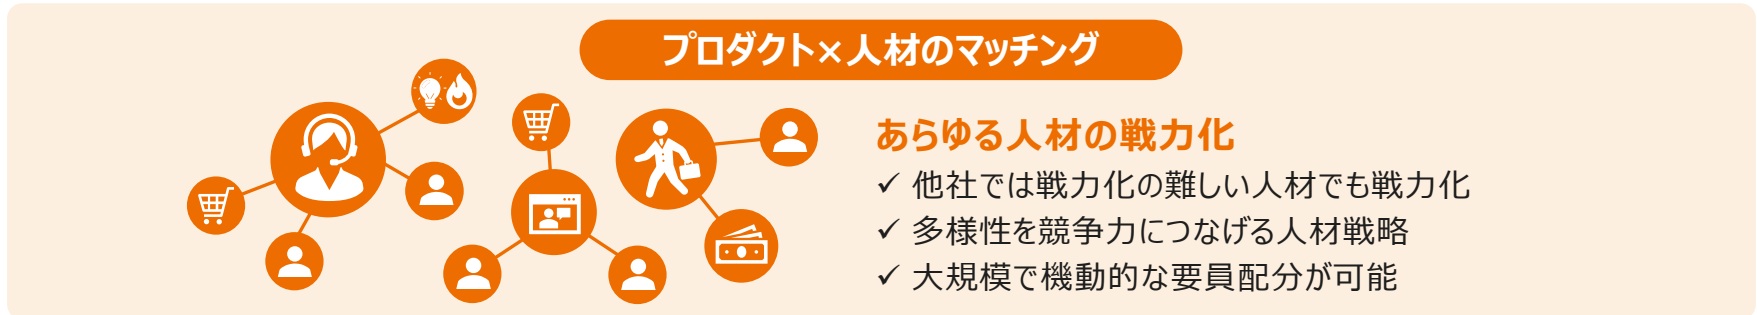 プロダクト×人材のマッチング
あらゆる人材の戦力化
✓ 他社では戦力化の難しい人材でも戦力化
✓ 多様性を競争力につなげる人材戦略
✓ 大規模で機動的な要員配分が可能